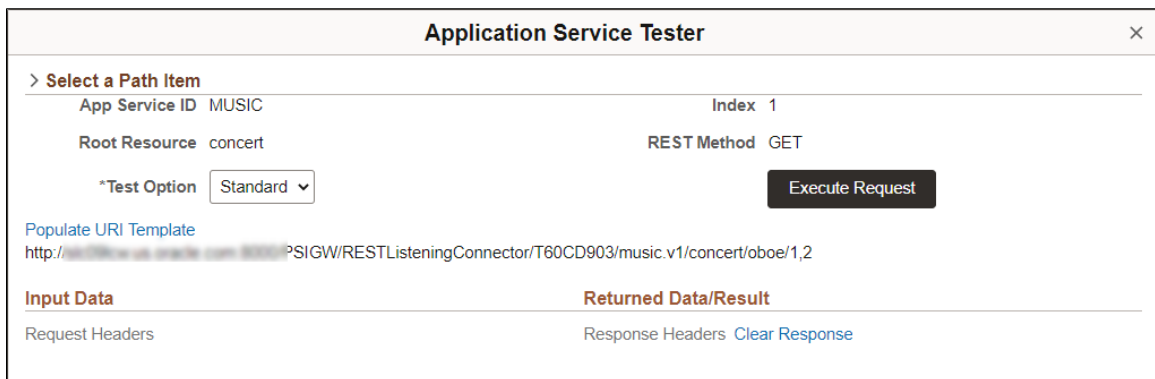 Application Service Tester
Select a Path Item
App Service ID MUSIC Index 1
Root Resource concert REST Method GET
*Test Option Standard Execute Request
Populate URI Template
http:/ PSIGW/RESTListeningConnector/T60CD903/music.v1/concert/oboe/1,2
Input Data Returned Data/Result
Request Headers Response Headers Clear Response